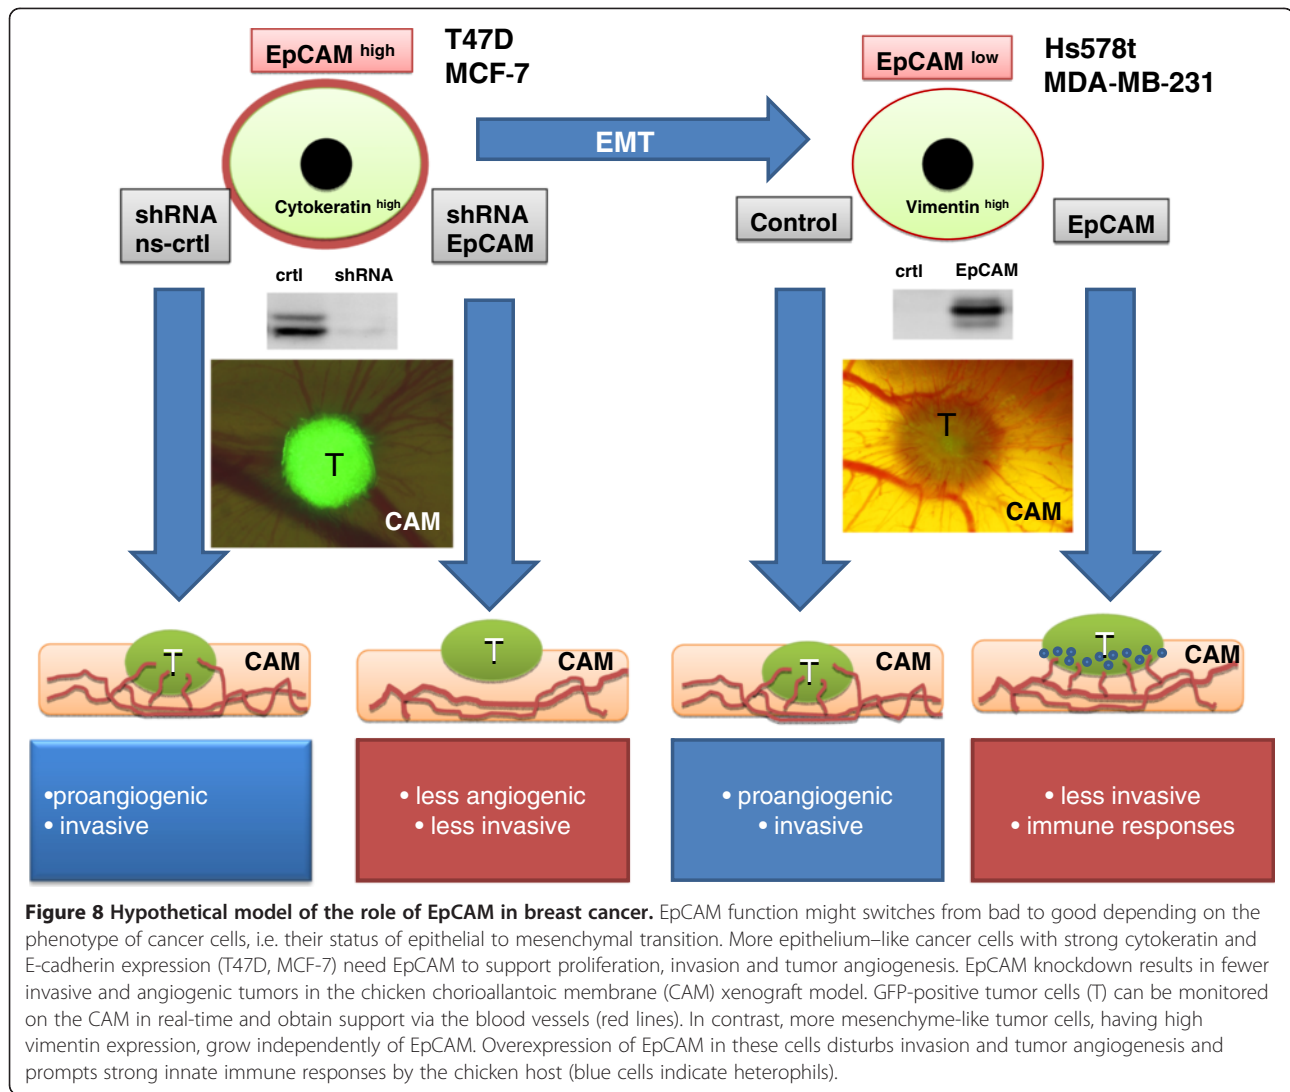 EpCAM high
T47D
MCF-7
EpCAM low
Hs578t
MDA-MB-231
EMT
Cytokeratin high
Vimentin high
shRNA
ns-crtl
shRNA
EpCAM
Control
EpCAM
crtl shRNA
crtl EpCAM
T
CAM
T
CAM
T
CAM
T
CAM
T
CAM
T
CAM
•proangiogenic
• invasive
• less angiogenic
• less invasive
• proangiogenic
• invasive
• less invasive
• immune responses
Figure 8 Hypothetical model of the role of EpCAM in breast cancer. EpCAM function might switches from bad to good depending on the
phenotype of cancer cells, i.e. their status of epithelial to mesenchymal transition. More epithelium–like cancer cells with strong cytokeratin and
E-cadherin expression (T47D, MCF-7) need EpCAM to support proliferation, invasion and tumor angiogenesis. EpCAM knockdown results in fewer
invasive and angiogenic tumors in the chicken chorioallantoic membrane (CAM) xenograft model. GFP-positive tumor cells (T) can be monitored
on the CAM in real-time and obtain support via the blood vessels (red lines). In contrast, more mesenchyme-like tumor cells, having high
vimentin expression, grow independently of EpCAM. Overexpression of EpCAM in these cells disturbs invasion and tumor angiogenesis and
prompts strong innate immune responses by the chicken host (blue cells indicate heterophils).